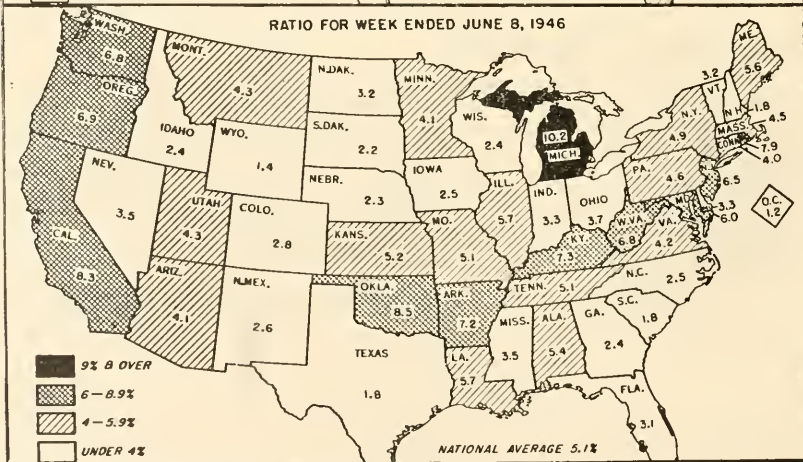 RATIO FOR WEEK ENDED JUNE 8, 1946
WASH.
6.8
OREG.
6.9
CAL.
8.3
NEV.
3.5
IDAHO
2.4
MONT.
4.3
WYO.
1.4
UTAH
4.3
ARIZ.
4.1
COLO.
2.8
N.MEX.
2.6
N.DAK.
3.2
S.DAK.
2.2
NEBR.
2.3
KANS.
5.2
OKLA.
8.5
TEXAS
1.8
MINN.
4.1
IOWA
2.5
MO.
5.1
ARK.
7.2
LA.
5.7
WIS.
2.4
ILL.
5.7
10.2
MICH.
IND.
3.3
OHIO
3.7
KY.
7.3
TENN. 5.1
MISS.
3.5
ALA.
5.4
GA.
2.4
FLA.
3.1
S.C.
1.8
N.C.
2.5
VA.
4.2
W.VA.
6.8
PA.
4.6
N.Y.
4.9
3.2
VT.
N.H.
1.8
ME.
5.6
MASS.
4.5
CONN.
7.9
4.0
6.5
MD.
3.3
6.0
D.C.
1.2
9% & OVER
6-8.9%
4-5.9%
UNDER 4%
NATIONAL AVERAGE 5.1%